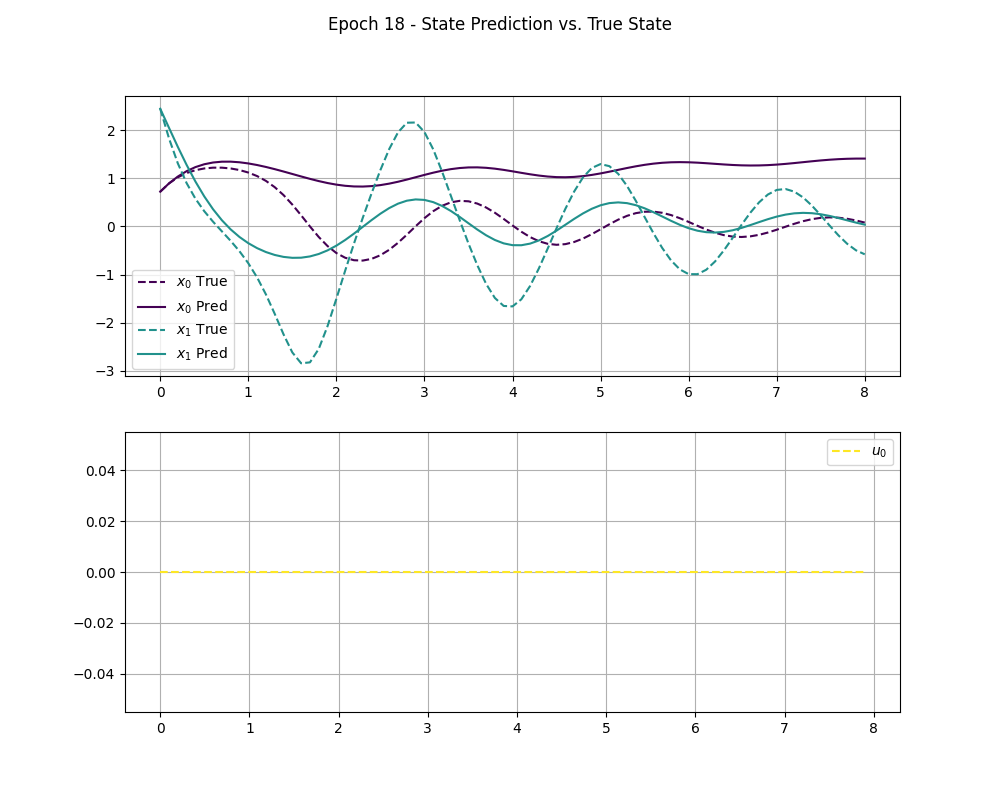 Epoch 18 - State Prediction vs. True State
2
1
0
−1
−2
−3
x₀ True
x₀ Pred
x₁ True
x₁ Pred
0 1 2 3 4 5 6 7 8
0.04
0.02
0.00
−0.02
−0.04
u₀
0 1 2 3 4 5 6 7 8